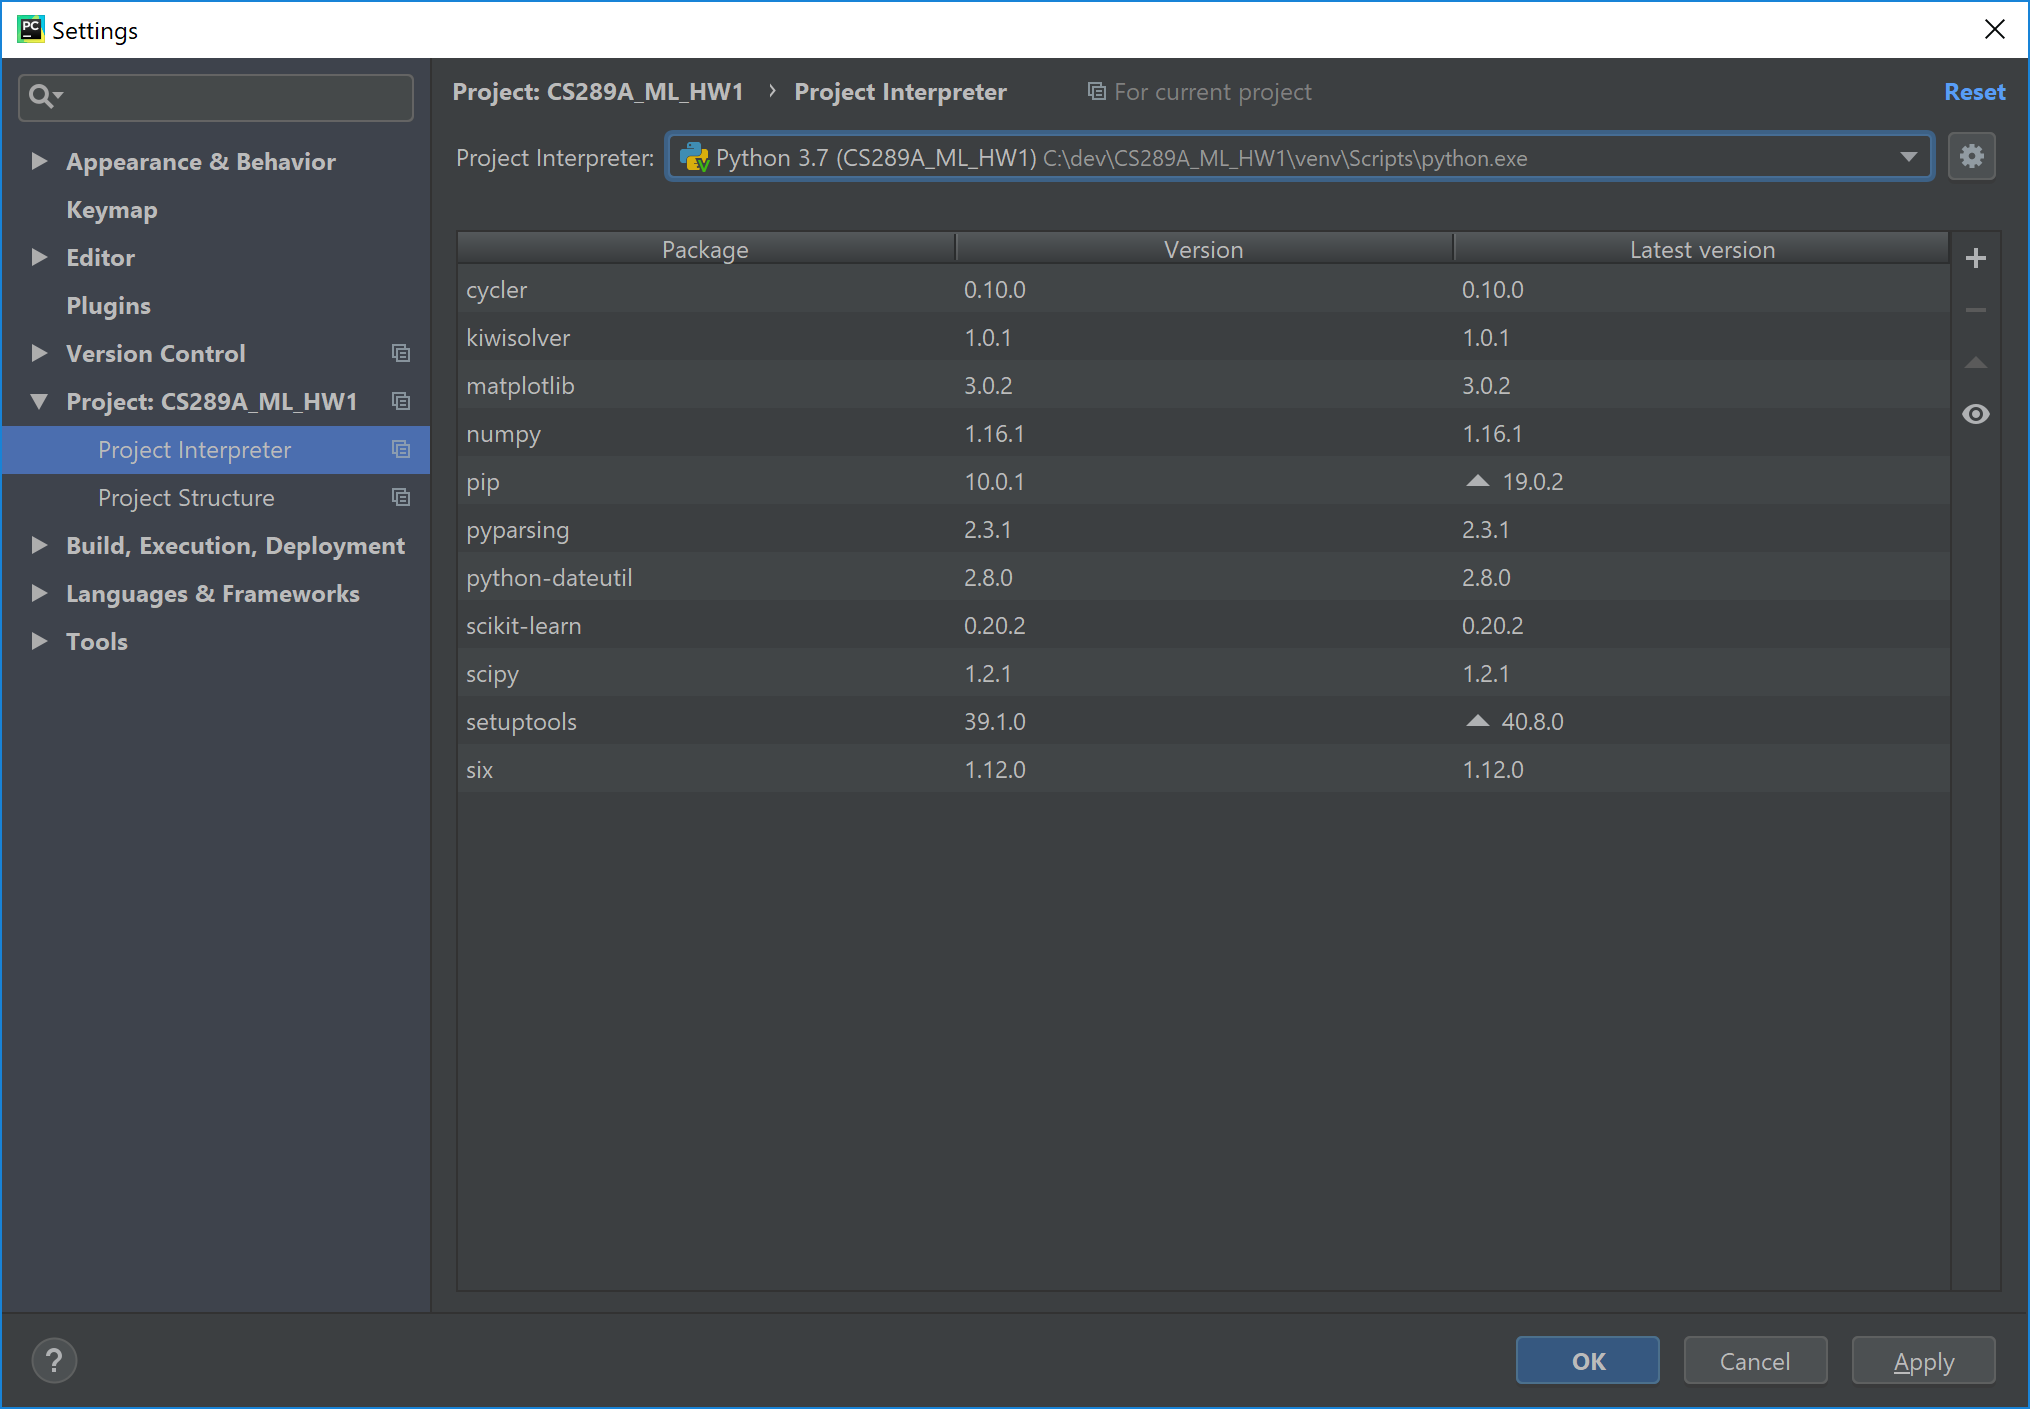 PC Settings
Project: CS289A_ML_HW1 › Project Interpreter For current project Reset
Project Interpreter: Python 3.7 (CS289A_ML_HW1) C:\dev\CS289A_ML_HW1\venv\Scripts\python.exe
Appearance & Behavior
Keymap
Editor
Plugins
Version Control
Project: CS289A_ML_HW1
Project Interpreter
Project Structure
Build, Execution, Deployment
Languages & Frameworks
Tools
Package Version Latest version
cycler 0.10.0 0.10.0
kiwisolver 1.0.1 1.0.1
matplotlib 3.0.2 3.0.2
numpy 1.16.1 1.16.1
pip 10.0.1 19.0.2
pyparsing 2.3.1 2.3.1
python-dateutil 2.8.0 2.8.0
scikit-learn 0.20.2 0.20.2
scipy 1.2.1 1.2.1
setuptools 39.1.0 40.8.0
six 1.12.0 1.12.0
? OK Cancel Apply